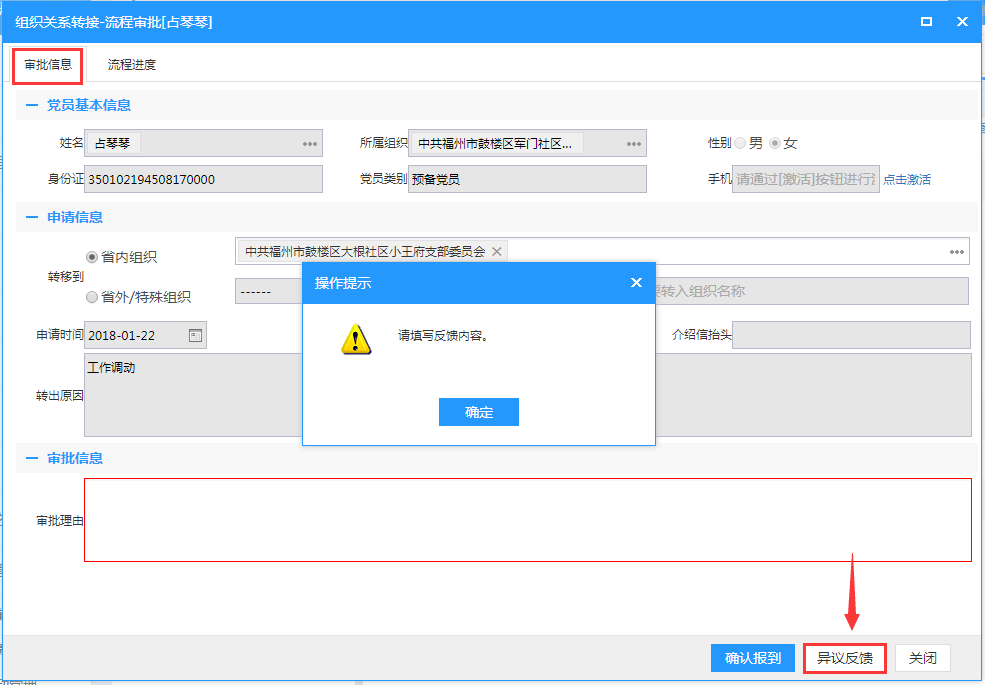 组织关系转接-流程审批[占琴琴]
审批信息 流程进度
党员基本信息
姓名 占琴琴 所属组织 中共福州市鼓楼区军门社区... 性别 男 女
身份证 350102194508170000 党员类别 预备党员 手机 请通过[激活]按钮进行 点击激活
申请信息
省内组织 中共福州市鼓楼区大根社区小王府支部委员会
转移到
省外/特殊组织 ------ 转入组织名称
操作提示
请填写反馈内容。
确定
申请时间 2018-01-22 介绍信抬头
转出原因 工作调动
审批信息
审批理由
确认报到 异议反馈 关闭